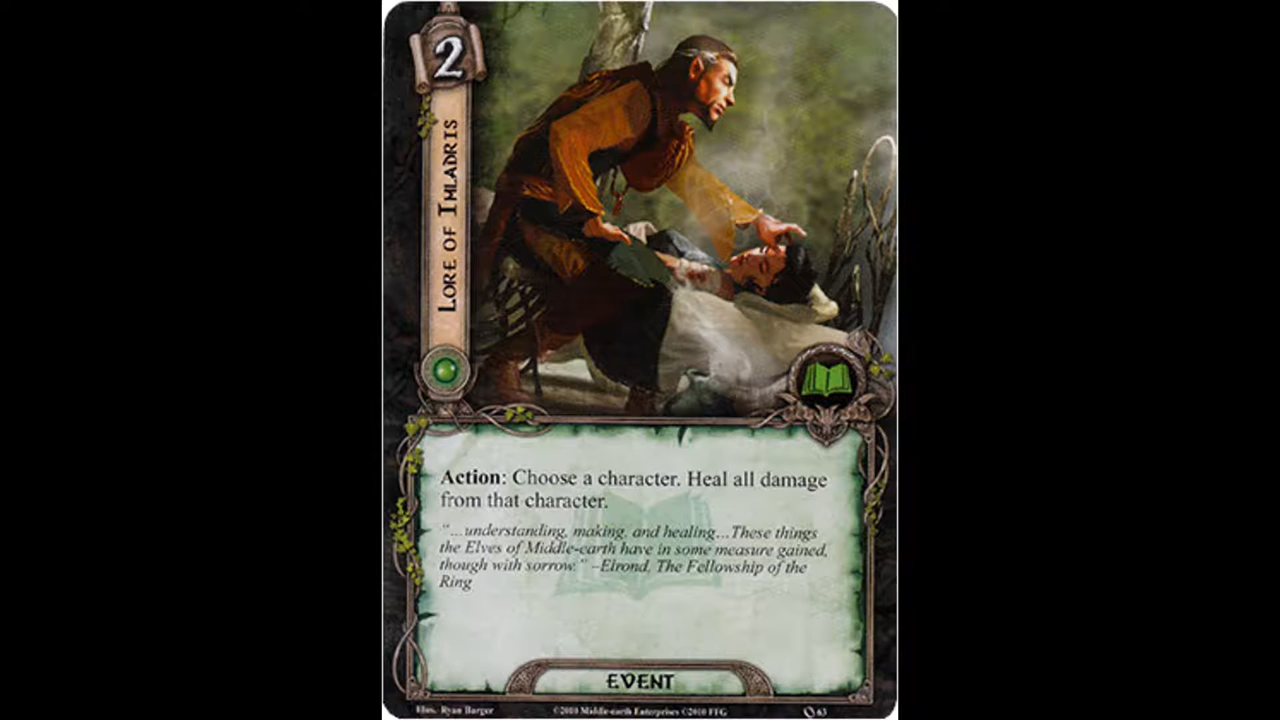 2
LORE OF IMLADRIS
Action: Choose a character. Heal all damage
from that character.
“...understanding, making, and healing...These things
the Elves of Middle-earth have in some measure gained,
though with sorrow.” –Elrond, The Fellowship of the
Ring
EVENT
Illus. Ryan Barger ©2010 Middle-earth Enterprises ©2010 FFG 63